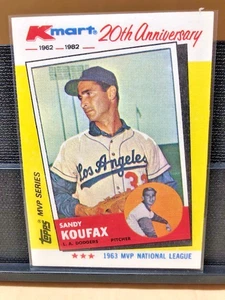 Kmart® 20th Anniversary
1962 - 1982
Los Angeles
3
Topps MVP SERIES
SANDY
KOUFAX
L.A. DODGERS PITCHER
1963 MVP NATIONAL LEAGUE